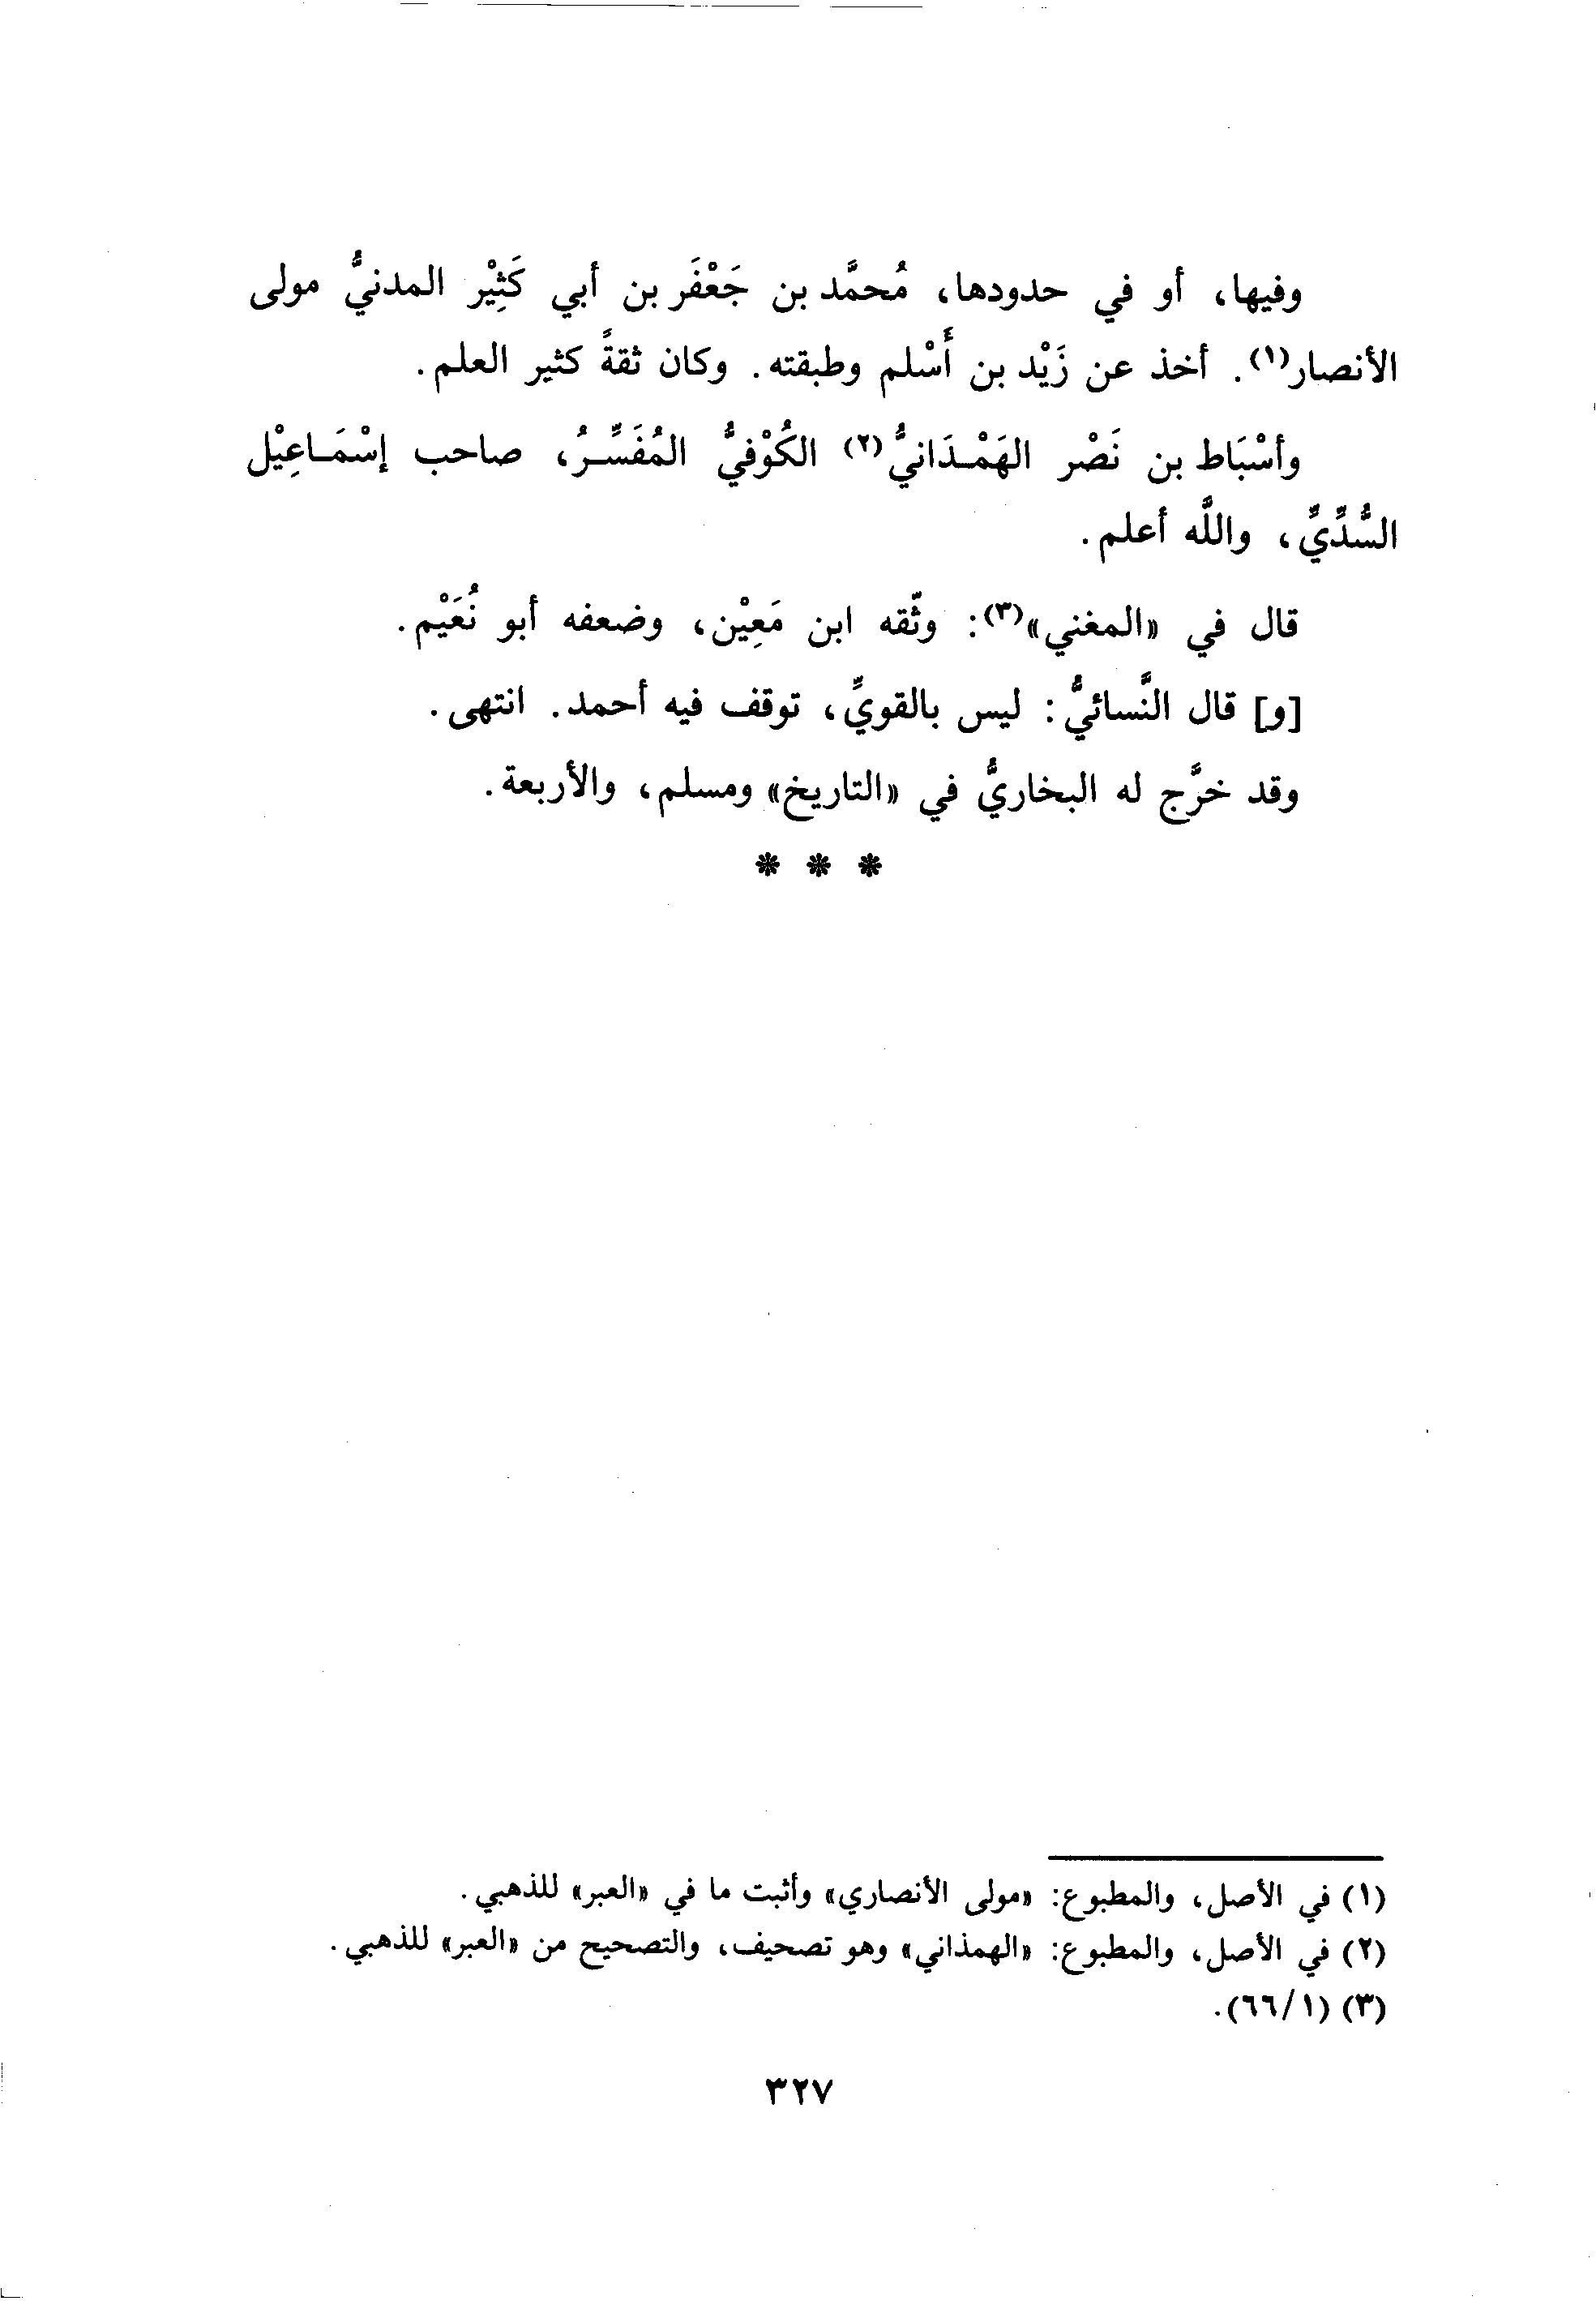 وفيها، أو في حدودها، مُحمَّد بن جَعْفَر بن أبي كَثِيْر المدنيُّ مولى
الأنصار(١). أخذ عن زَيْد بن أَسْلم وطبقته. وكان ثقةً كثير العلم.
وأسْبَاط بن نَصْر الهَمْـدَانيُّ(٢) الكُوْفيُّ المُفَسِّـرُ، صاحب إسْمَـاعِيْل
السُّدِّيِّ، واللَّه أعلم.
قال في «المغني»(٣): وثّقه ابن مَعِيْن، وضعفه أبو نُعَيْم.
[و] قال النَّسائيُّ: ليس بالقويِّ، توقف فيه أحمد. انتهى.
وقد خرَّج له البخاريُّ في «التاريخ» ومسلم، والأربعة.
* * *
(١) في الأصل، والمطبوع: «مولى الأنصاري» وأثبت ما في «العبر» للذهبي.
(٢) في الأصل، والمطبوع: «الهمذاني» وهو تصحيف، والتصحيح من «العبر» للذهبي.
(٣) (١/٦٦).
٣٢٧